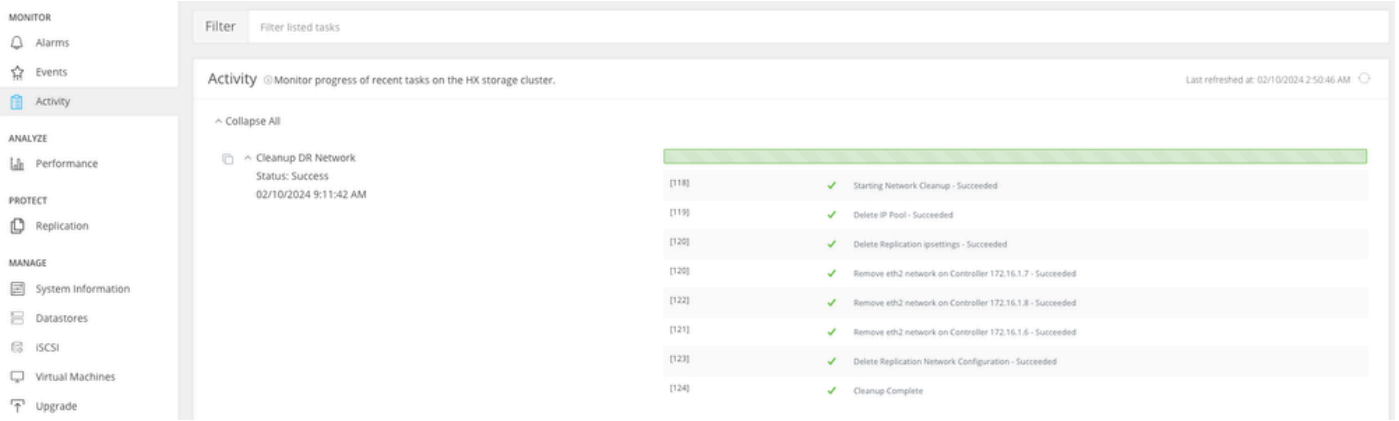 MONITOR
Alarms
Events
Activity
ANALYZE
Performance
PROTECT
Replication
MANAGE
System Information
Datastores
iSCSI
Virtual Machines
Upgrade
Filter Filter listed tasks
Activity Monitor progress of recent tasks on the HX storage cluster. Last refreshed at: 02/10/2024 2:50:46 AM
Collapse All
Cleanup DR Network
Status: Success
02/10/2024 9:11:42 AM
[118] Starting Network Cleanup - Succeeded
[119] Delete IP Pool - Succeeded
[120] Delete Replication ipsettings - Succeeded
[120] Remove eth2 network on Controller 172.16.1.7 - Succeeded
[122] Remove eth2 network on Controller 172.16.1.8 - Succeeded
[121] Remove eth2 network on Controller 172.16.1.6 - Succeeded
[123] Delete Replication Network Configuration - Succeeded
[124] Cleanup Complete